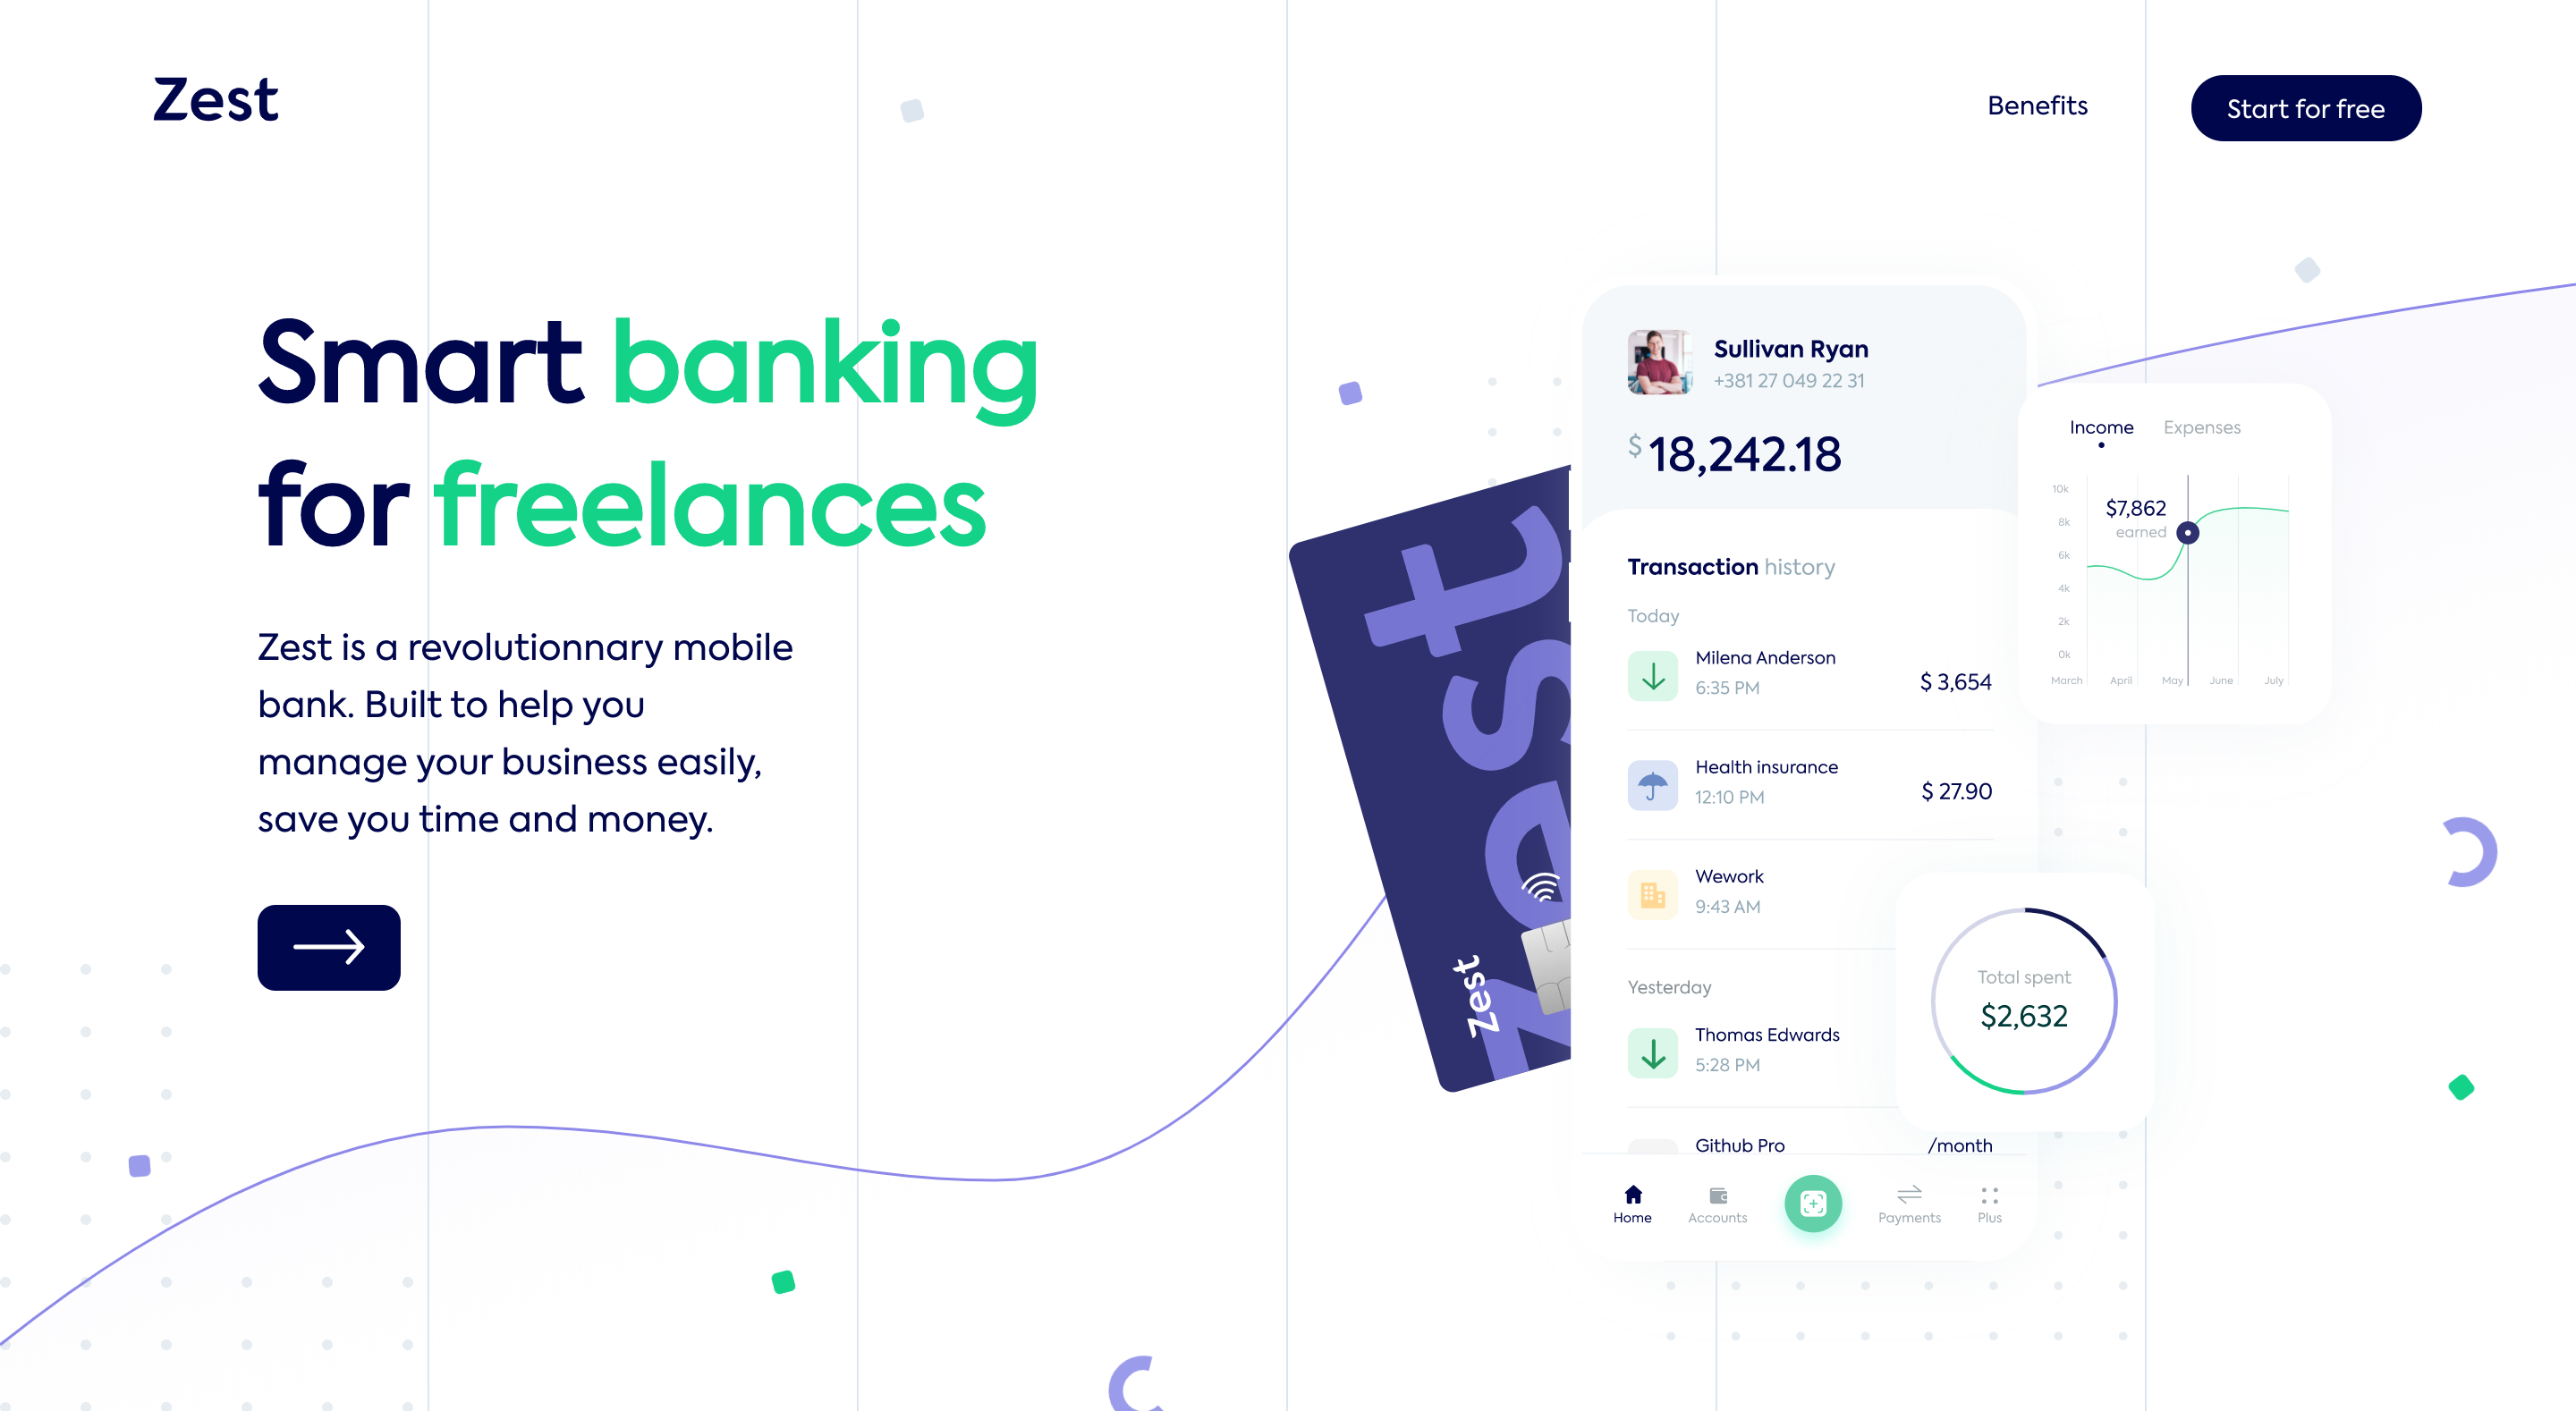 Zest
Benefits
Start for free
Smart banking
for freelances
Zest is a revolutionnary mobile
bank. Built to help you
manage your business easily,
save you time and money.
Zest
Zest
Sullivan Ryan
+381 27 049 22 31
$ 18,242.18
Transaction history
Today
Milena Anderson
6:35 PM
$ 3,654
Health insurance
12:10 PM
$ 27.90
Wework
9:43 AM
Yesterday
Thomas Edwards
5:28 PM
Github Pro
/month
Home
Accounts
Payments
Plus
Income
Expenses
10k
8k
6k
4k
2k
0k
$7,862
earned
March
April
May
June
July
Total spent
$2,632